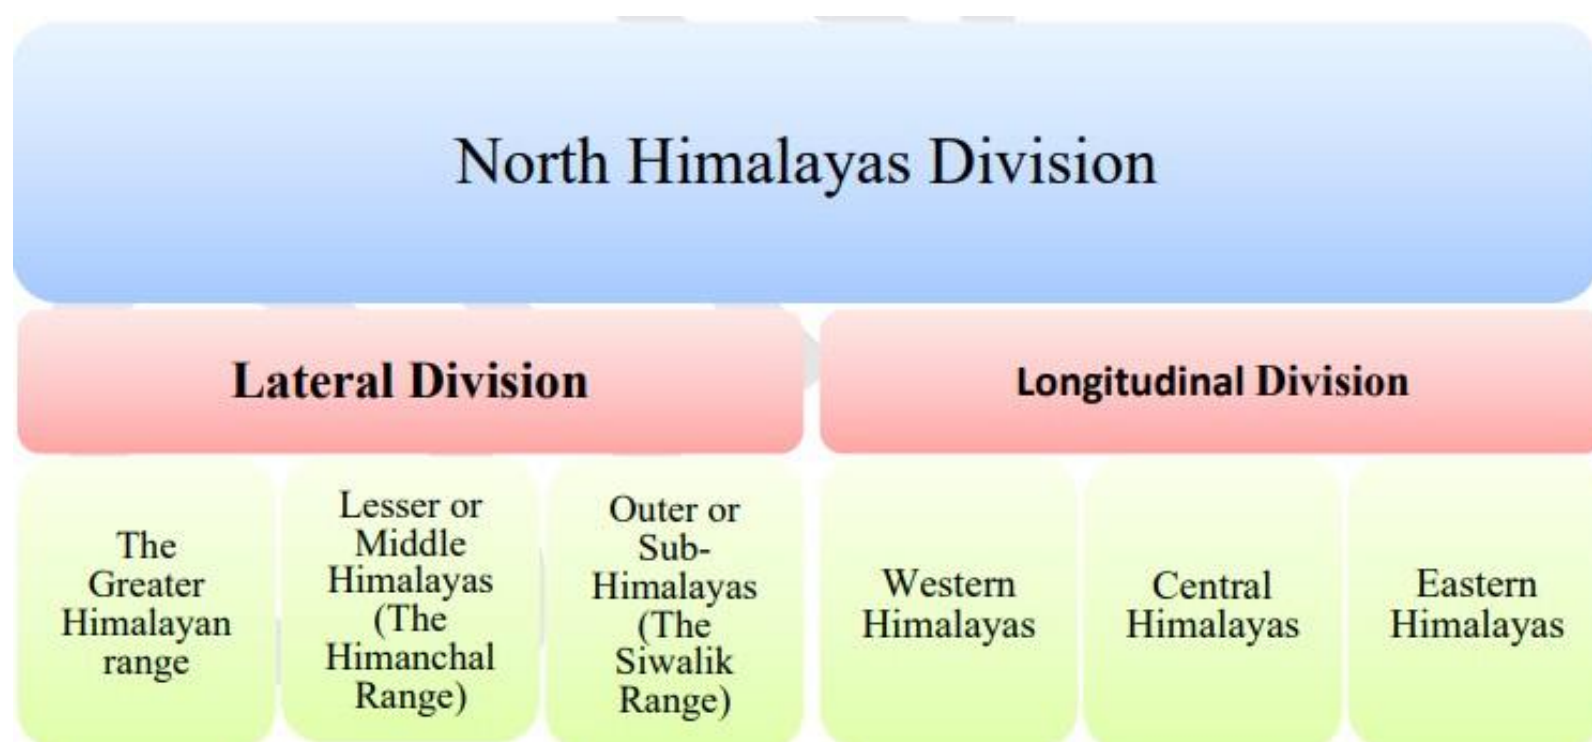 North Himalayas Division
Lateral Division
Longitudinal Division
The
Greater
Himalayan
range
Lesser or
Middle
Himalayas
(The
Himanchal
Range)
Outer or
Sub-
Himalayas
(The
Siwalik
Range)
Western
Himalayas
Central
Himalayas
Eastern
Himalayas